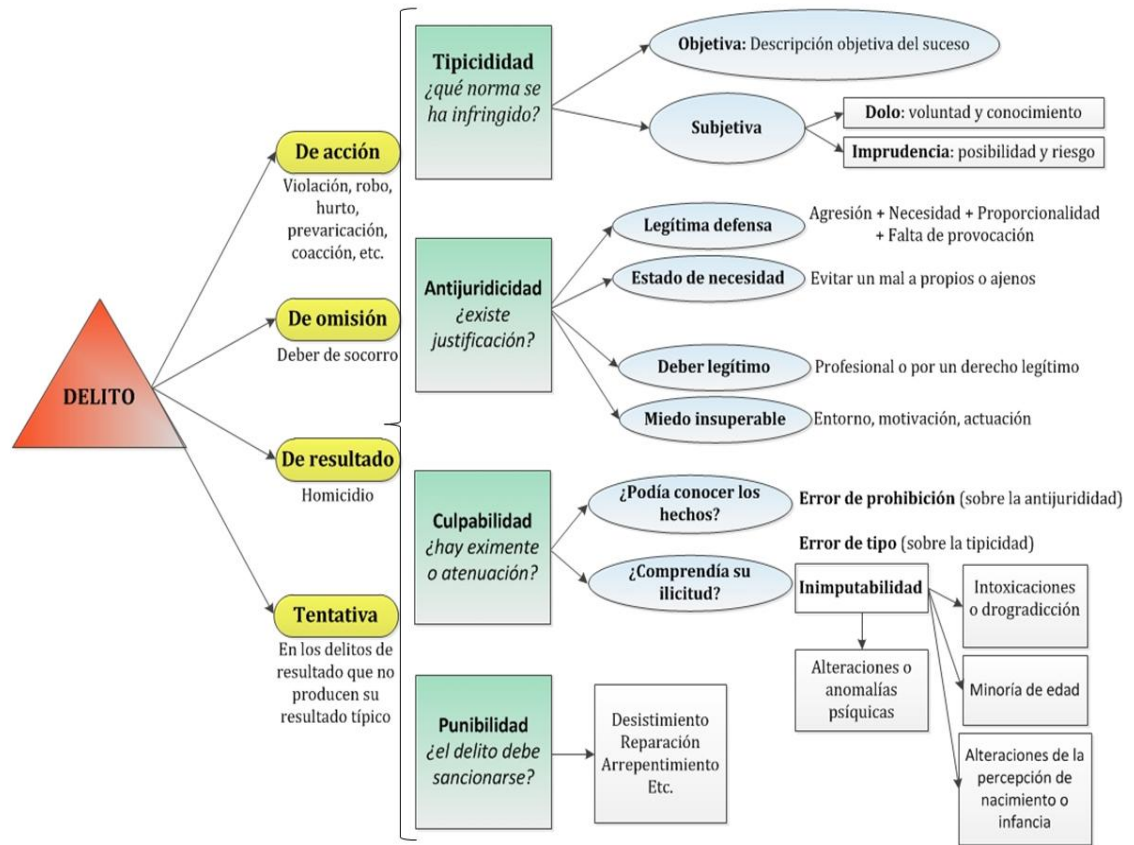 DELITO
De acción
Violación, robo,
hurto,
prevaricación,
coacción, etc.
De omisión
Deber de socorro
De resultado
Homicidio
Tentativa
En los delitos de
resultado que no
producen su
resultado típico
Tipicididad
¿qué norma se
ha infringido?
Objetiva: Descripción objetiva del suceso
Subjetiva
Dolo: voluntad y conocimiento
Imprudencia: posibilidad y riesgo
Antijuridicidad
¿existe
justificación?
Legítima defensa
Agresión + Necesidad + Proporcionalidad
+ Falta de provocación
Estado de necesidad
Evitar un mal a propios o ajenos
Deber legítimo
Profesional o por un derecho legítimo
Miedo insuperable
Entorno, motivación, actuación
Culpabilidad
¿hay eximente
o atenuación?
¿Podía conocer los
hechos?
Error de prohibición (sobre la antijurididad)
Error de tipo (sobre la tipicidad)
¿Comprendía su
ilicitud?
Inimputabilidad
Intoxicaciones
o drogradicción
Alteraciones o
anomalías
psíquicas
Minoría de edad
Alteraciones de la
percepción de
nacimiento o
infancia
Punibilidad
¿el delito debe
sancionarse?
Desistimiento
Reparación
Arrepentimiento
Etc.